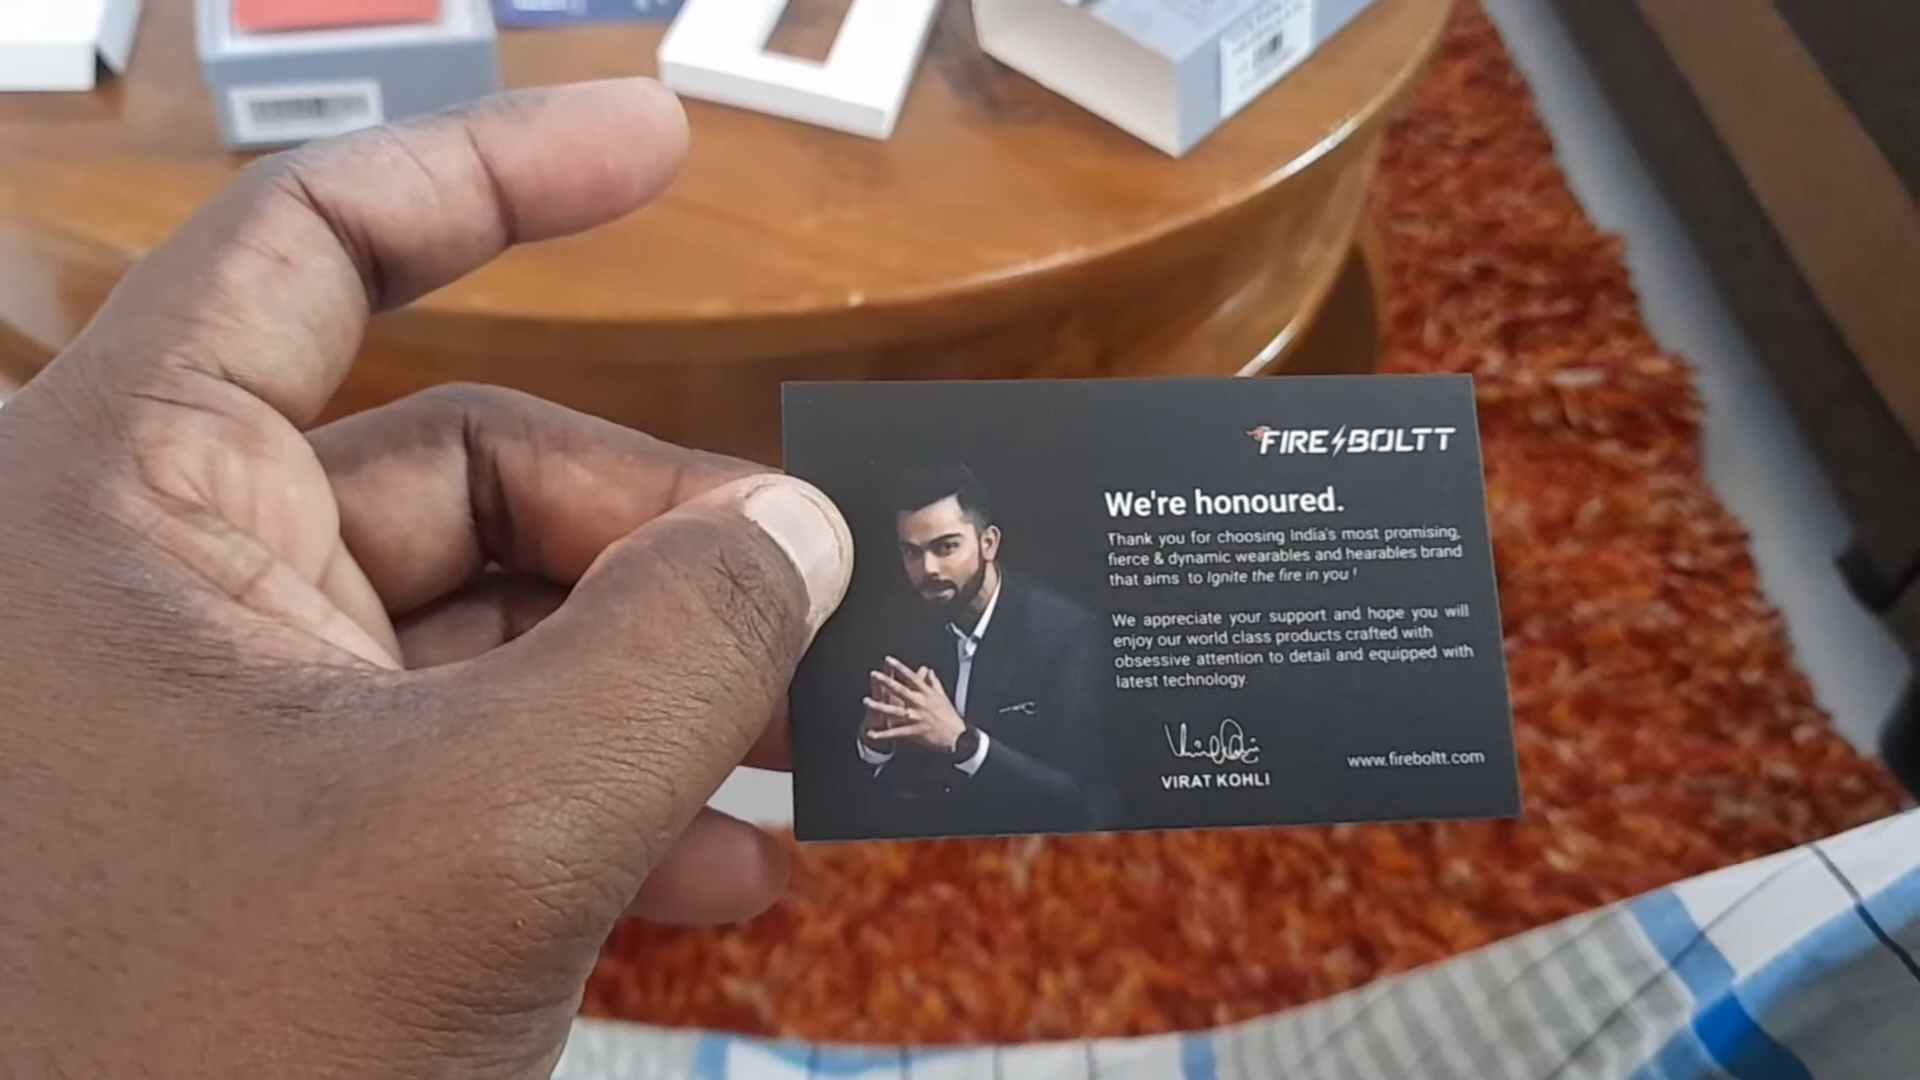 FIRE BOLTT
We're honoured.
Thank you for choosing India's most promising,
fierce & dynamic wearables and hearables brand
that aims to Ignite the fire in you !
We appreciate your support and hope you will
enjoy our world class products crafted with
obsessive attention to detail and equipped with
latest technology.
VIRAT KOHLI
www.fireboltt.com